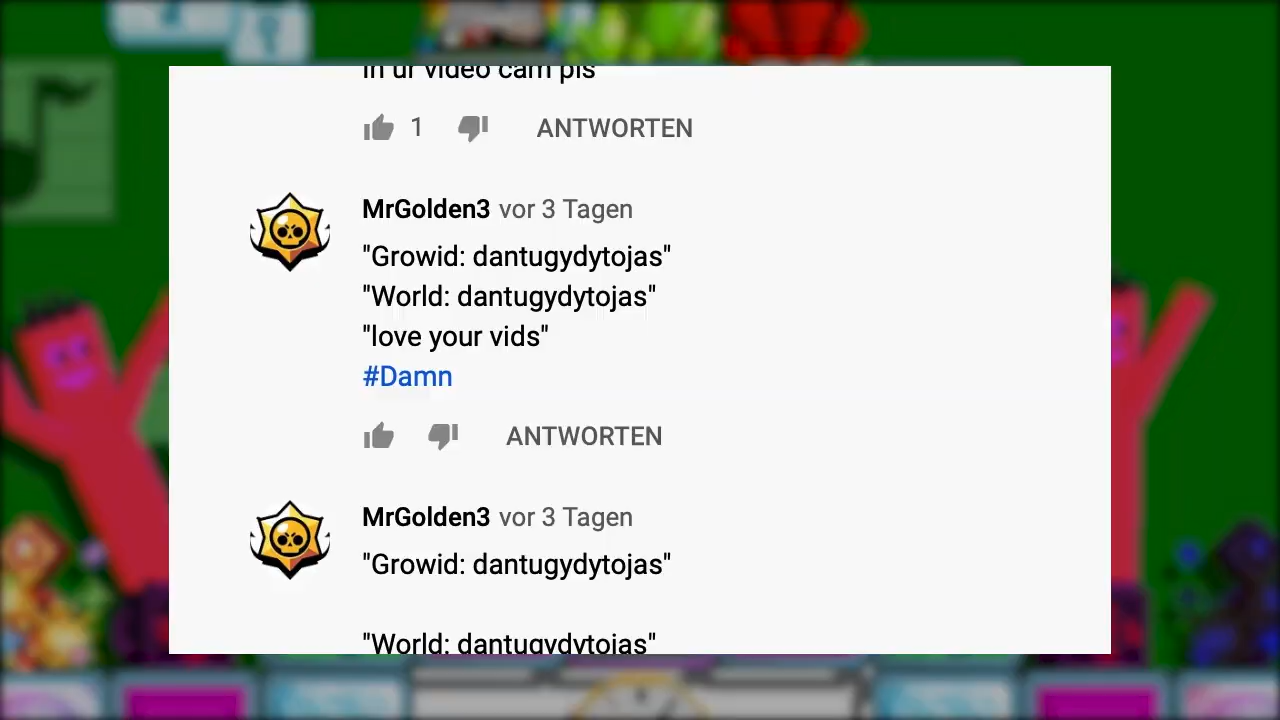 in ur video cam pls
1 ANTWORTEN
MrGolden3 vor 3 Tagen
"Growid: dantugydytojas"
"World: dantugydytojas"
"love your vids"
#Damn
ANTWORTEN
MrGolden3 vor 3 Tagen
"Growid: dantugydytojas"
"World: dantugydytojas"